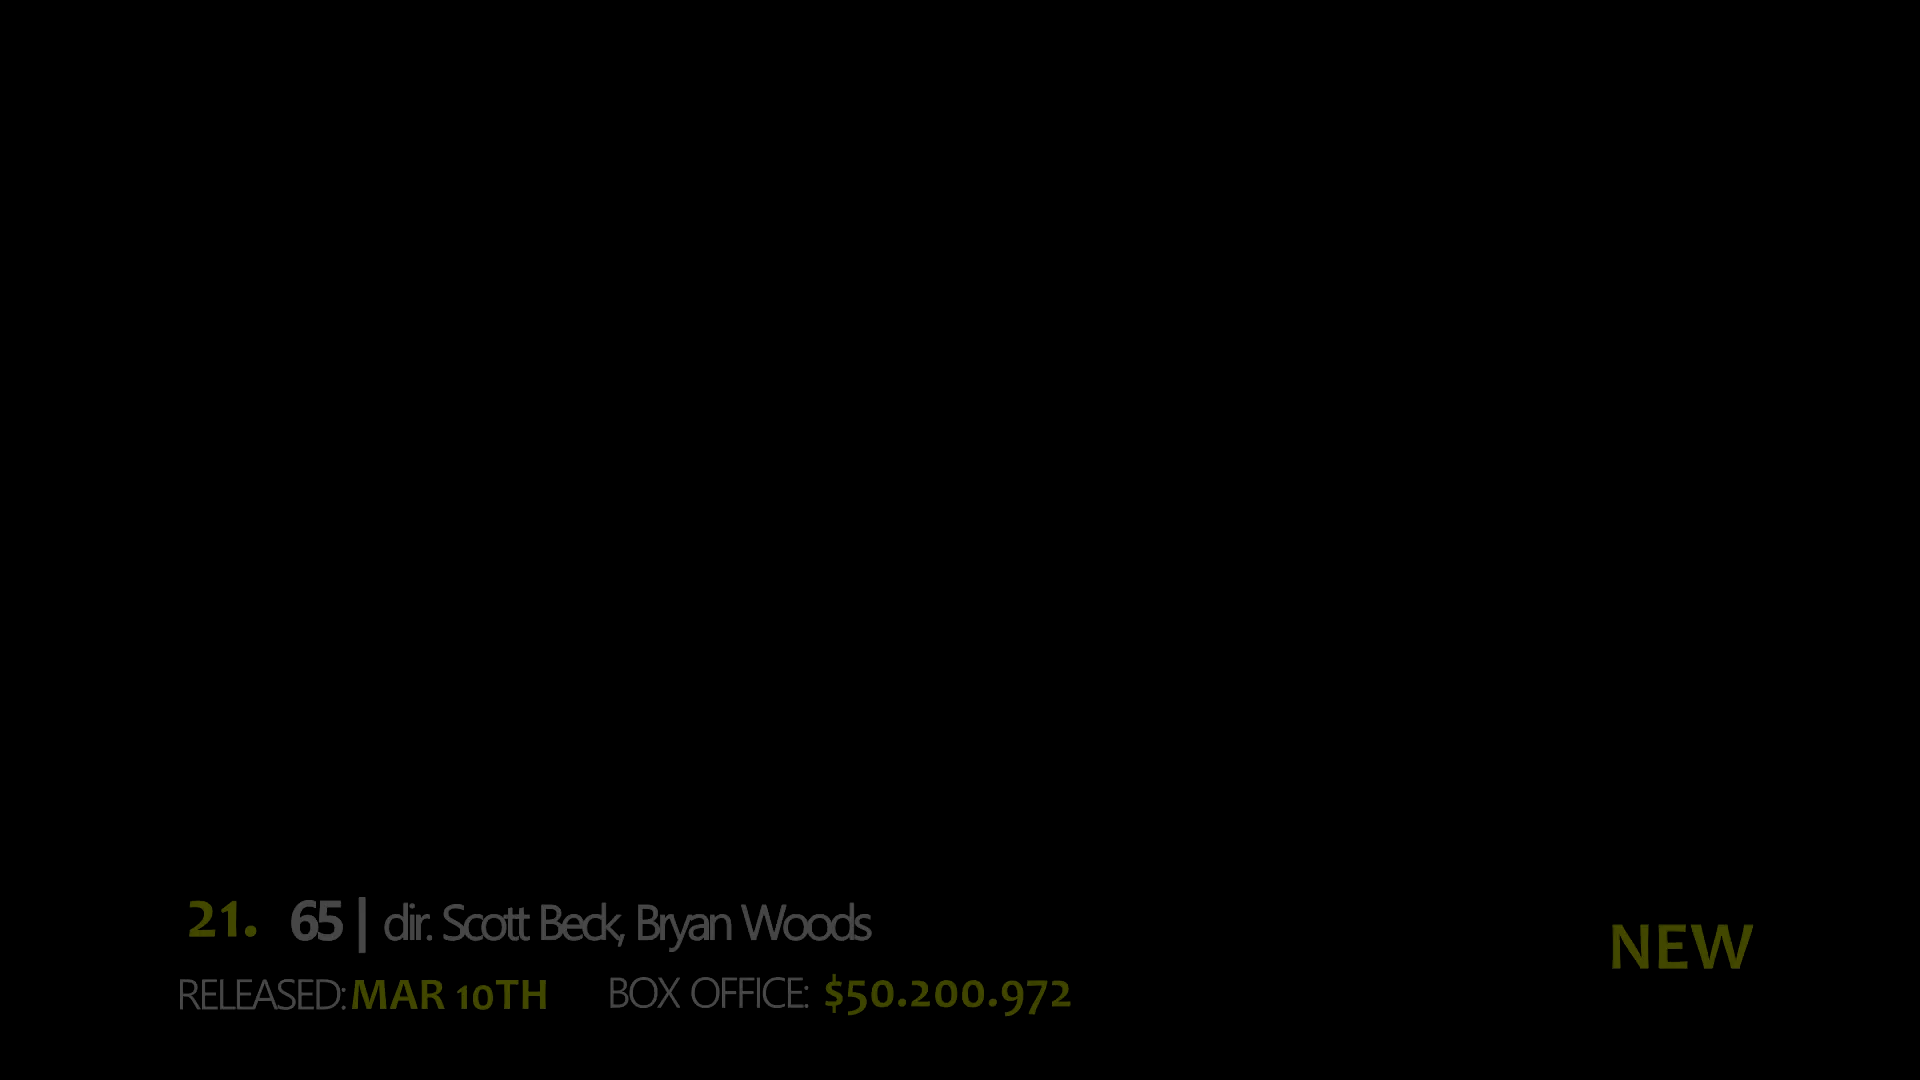 21. 65 | dir. Scott Beck, Bryan Woods
NEW
RELEASED: MAR 10TH BOX OFFICE: $50.200.972